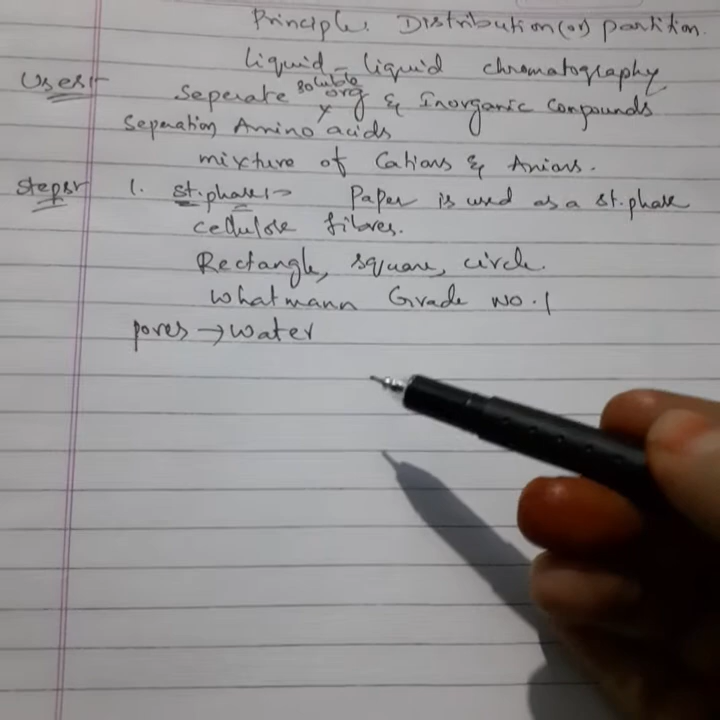 Principle: Distribution (or) partition.
liquid - liquid chromatography
Uses:- Seperate soluble org & Inorganic compounds
Seperation Amino acids
mixture of Cations & Anions.
Steps:- 1. st. phase:- Paper is used as a st. phase
cellulose fibres.
Rectangle, square, circle.
Whatmann Grade No. 1
pores → water